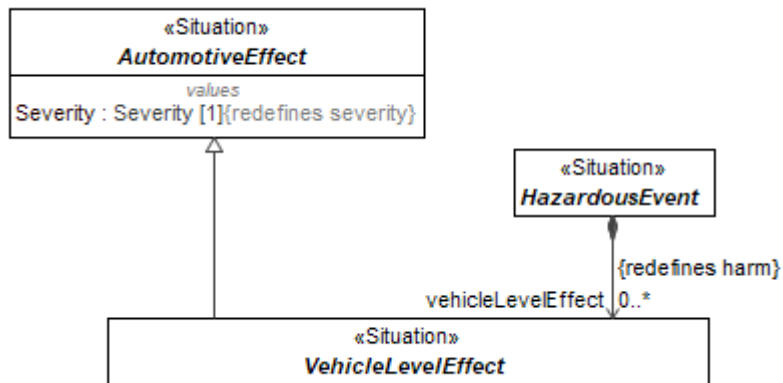 «Situation»
AutomotiveEffect
values
Severity : Severity [1]{redefines severity}
«Situation»
HazardousEvent
{redefines harm}
vehicleLevelEffect 0..*
«Situation»
VehicleLevelEffect